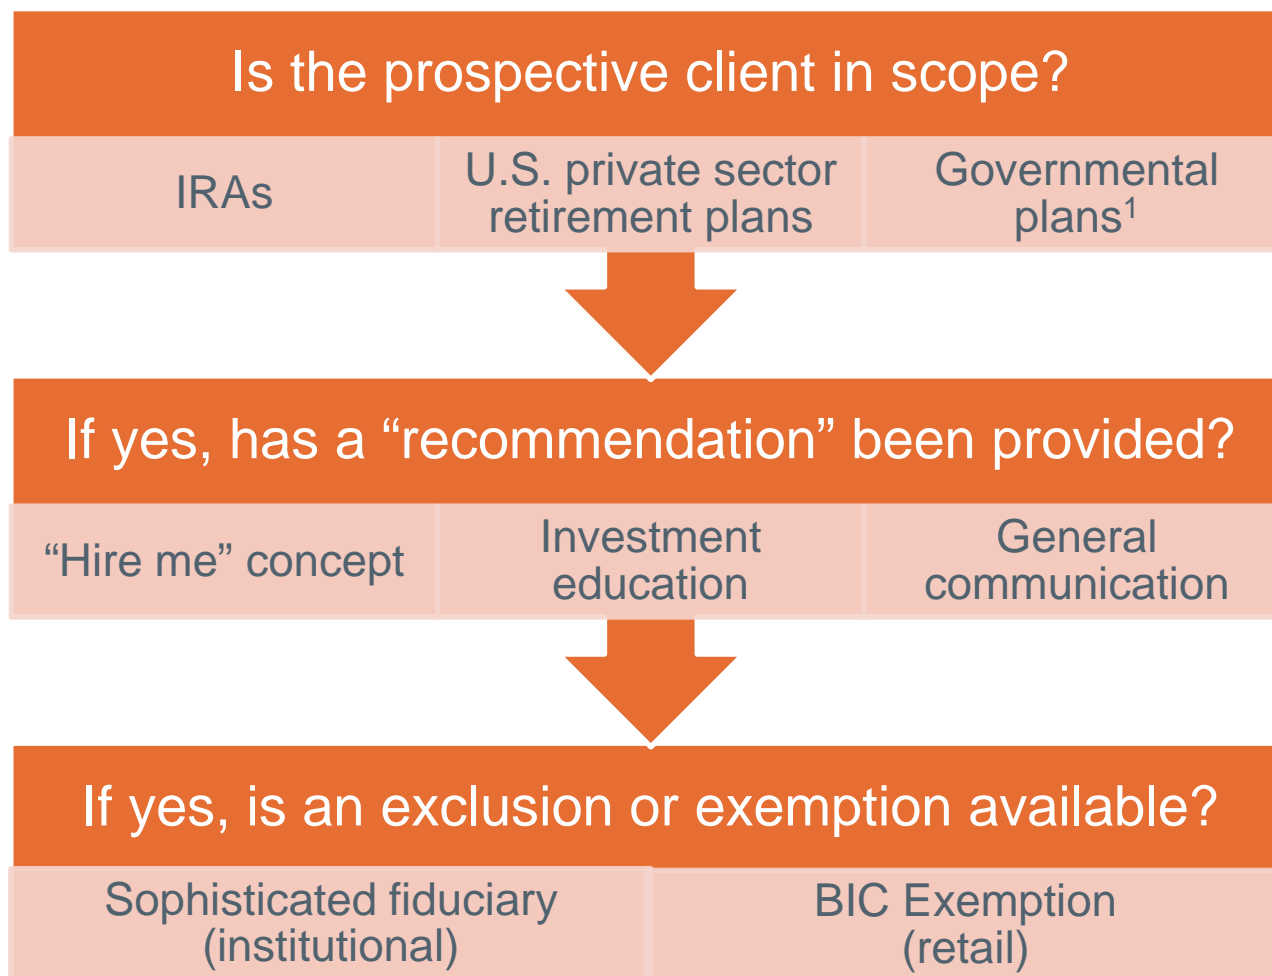 Is the prospective client in scope?
IRAs
U.S. private sector
retirement plans
Governmental
plans¹
If yes, has a “recommendation” been provided?
“Hire me” concept
Investment
education
General
communication
If yes, is an exclusion or exemption available?
Sophisticated fiduciary
(institutional)
BIC Exemption
(retail)